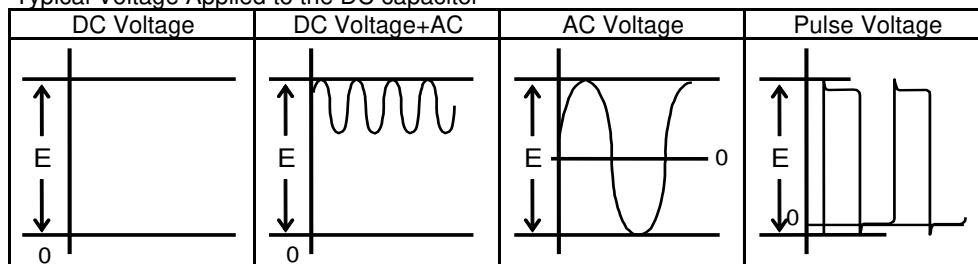 Typical Voltage Applied to the DC capacitor
DC Voltage DC Voltage+AC AC Voltage Pulse Voltage
E E E 0 E
0
0 0